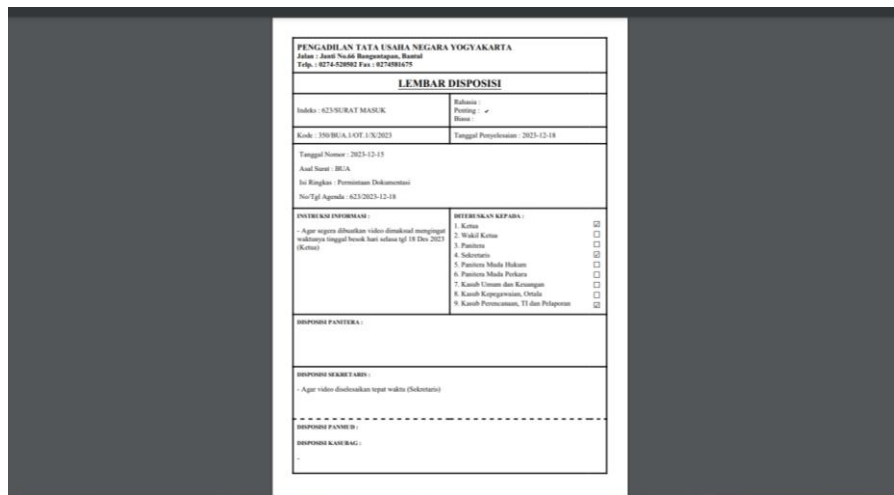 PENGADILAN TATA USAHA NEGARA YOGYAKARTA
Jalan : Janti No.66 Banguntapan, Bantul
Telp. : 0274-520502 Fax : 0274581675
LEMBAR DISPOSISI
Indeks : 623/SURAT MASUK
Rahasia :
Penting : ✓
Biasa :
Kode : 350/BUA.1/OT.1/X/2023
Tanggal Penyelesaian : 2023-12-18
Tanggal Nomor : 2023-12-15
Asal Surat : BUA
Isi Ringkas : Permintaan Dokumentasi
No/Tgl Agenda : 623/2023-12-18
INSTRUKSI INFORMASI :
- Agar segera dibuatkan video dimaksud mengingat
waktunya tinggal besok hari selasa tgl 18 Des 2023
(Ketua)
DITERUSKAN KEPADA :
1. Ketua ☑
2. Wakil Ketua ☐
3. Panitera ☐
4. Sekretaris ☑
5. Panitera Muda Hukum ☐
6. Panitera Muda Perkara ☐
7. Kasub Umum dan Keuangan ☐
8. Kasub Kepegawaian, Ortala ☐
9. Kasub Perencanaan, TI dan Pelaporan ☑
DISPOSISI PANITERA :
DISPOSISI SEKRETARIS :
- Agar video diselesaikan tepat waktu (Sekretaris)
DISPOSISI PANMUD :
DISPOSISI KASUBAG :
-